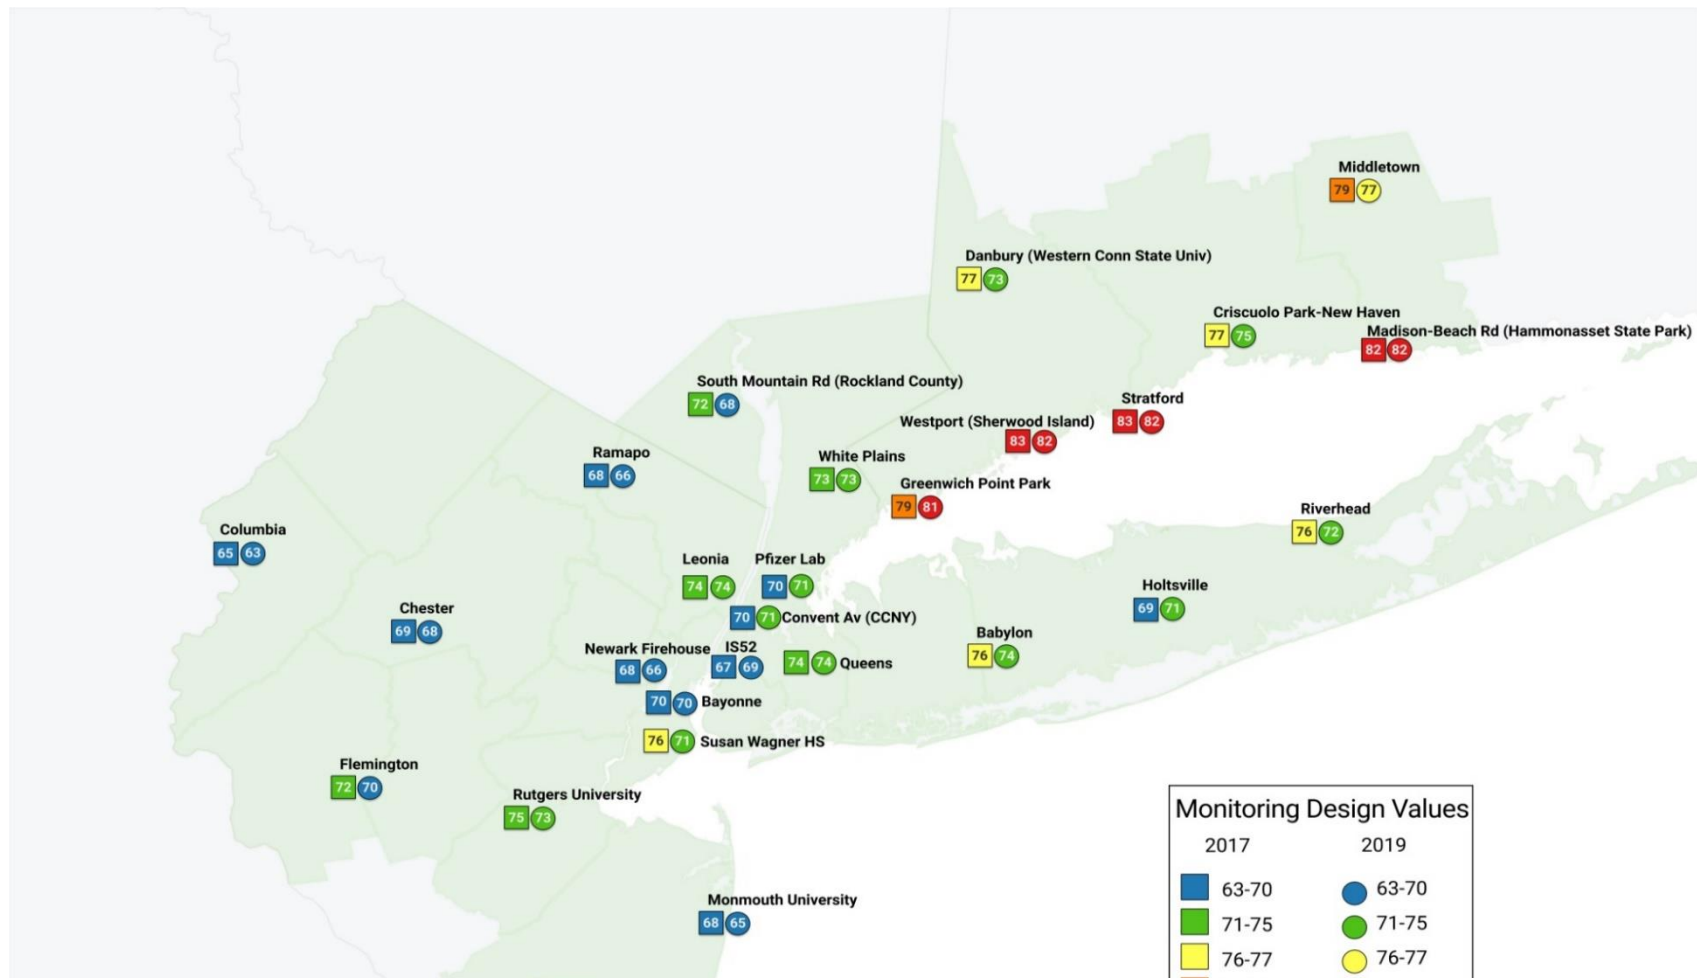 Middletown
79 77
Danbury (Western Conn State Univ)
77 73
Criscuolo Park-New Haven
77 75
Madison-Beach Rd (Hammonasset State Park)
82 82
South Mountain Rd (Rockland County)
72 68
Stratford
83 82
Westport (Sherwood Island)
83 82
Ramapo
68 66
White Plains
73 73
Greenwich Point Park
79 81
Riverhead
76 72
Columbia
65 63
Leonia
74 74
Pfizer Lab
70 71
Holtsville
69 71
Chester
69 68
70 71 Convent Av (CCNY)
Babylon
76 74
Newark Firehouse
68 66
IS52
67 69
74 74 Queens
70 70 Bayonne
76 71 Susan Wagner HS
Flemington
72 70
Rutgers University
75 73
Monmouth University
68 65
Monitoring Design Values
2017 2019
63-70 63-70
71-75 71-75
76-77 76-77